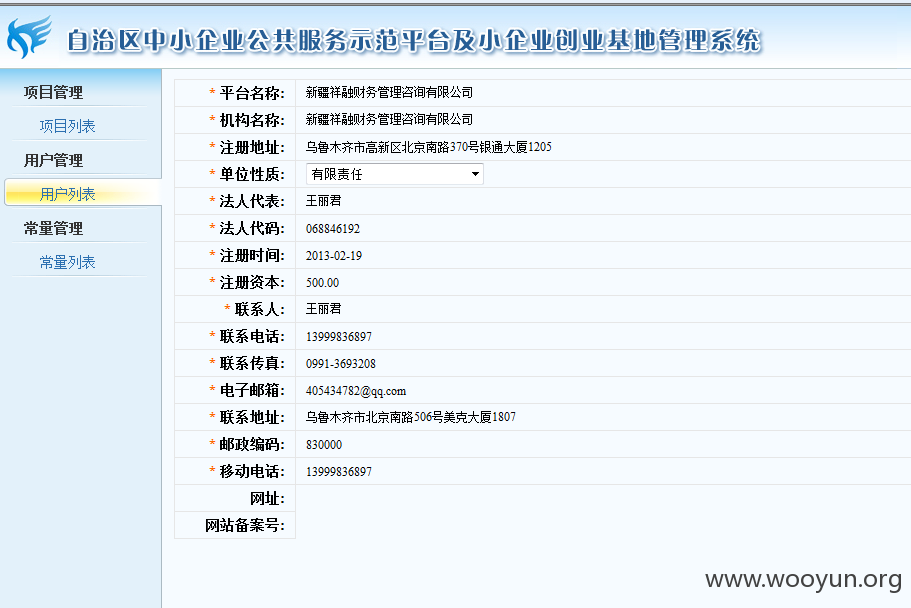 自治区中小企业公共服务示范平台及小企业创业基地管理系统
项目管理
项目列表
用户管理
用户列表
常量管理
常量列表
* 平台名称: 新疆祥融财务管理咨询有限公司
* 机构名称: 新疆祥融财务管理咨询有限公司
* 注册地址: 乌鲁木齐市高新区北京南路370号银通大厦1205
* 单位性质: 有限责任
* 法人代表: 王丽君
* 法人代码: 068846192
* 注册时间: 2013-02-19
* 注册资本: 500.00
* 联系人: 王丽君
* 联系电话: 13999836897
* 联系传真: 0991-3693208
* 电子邮箱: 405434782@qq.com
* 联系地址: 乌鲁木齐市北京南路506号美克大厦1807
* 邮政编码: 830000
* 移动电话: 13999836897
网址:
网站备案号:
www.wooyun.org